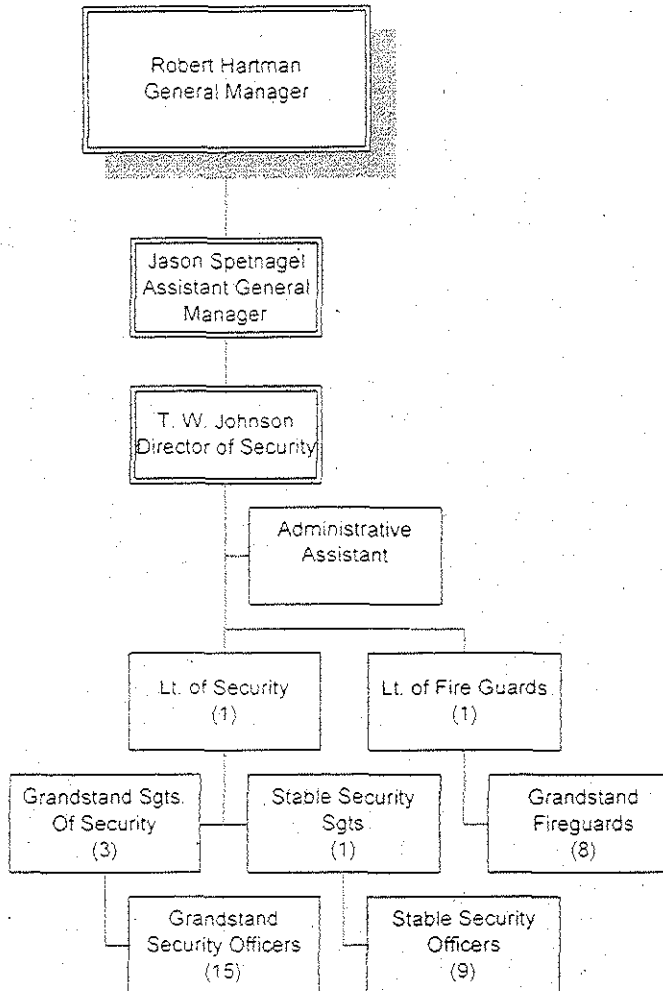 Robert Hartman
General Manager
Jason Spetnagel
Assistant General
Manager
T. W. Johnson
Director of Security
Administrative
Assistant
Lt. of Security
(1)
Lt. of Fire Guards
(1)
Grandstand Sgts.
Of Security
(3)
Stable Security
Sgts
(1)
Grandstand
Fireguards
(8)
Grandstand
Security Officers
(15)
Stable Security
Officers
(9)